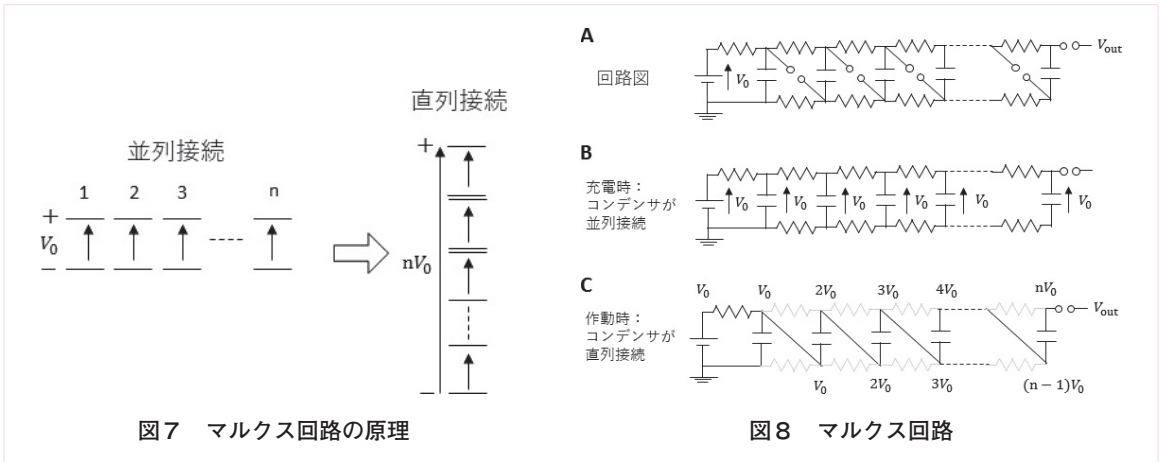 並列接続
1 2 3 n
+
V₀
−
直列接続
+
nV₀
−
図7 マルクス回路の原理
A
回路図
V₀
V_out
B
充電時：
コンデンサが
並列接続
V₀ V₀ V₀ V₀ V₀ V₀
C
作動時：
コンデンサが
直列接続
V₀ V₀ 2V₀ 3V₀ 4V₀ nV₀
V_out
V₀ 2V₀ 3V₀ (n − 1)V₀
図8 マルクス回路